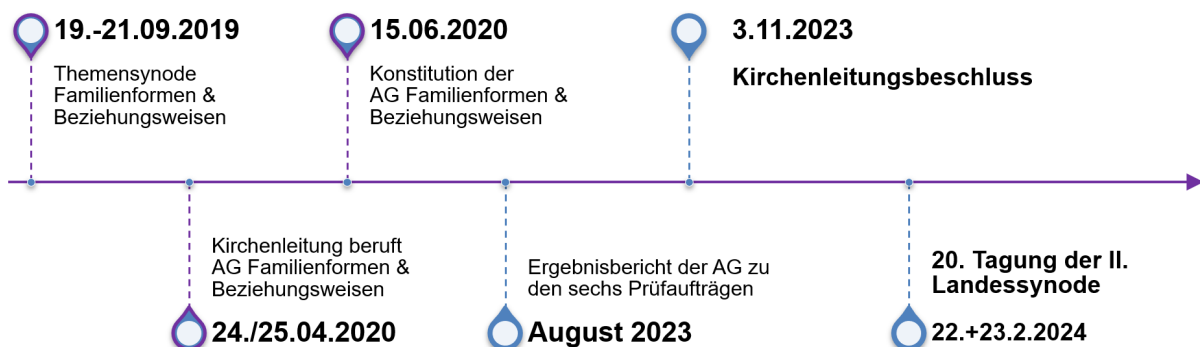 19.-21.09.2019
Themensynode
Familienformen &
Beziehungsweisen
15.06.2020
Konstitution der
AG Familienformen &
Beziehungsweisen
3.11.2023
Kirchenleitungsbeschluss
Kirchenleitung beruft
AG Familienformen &
Beziehungsweisen
24./25.04.2020
Ergebnisbericht der AG zu
den sechs Prüfaufträgen
August 2023
20. Tagung der II.
Landessynode
22.+23.2.2024